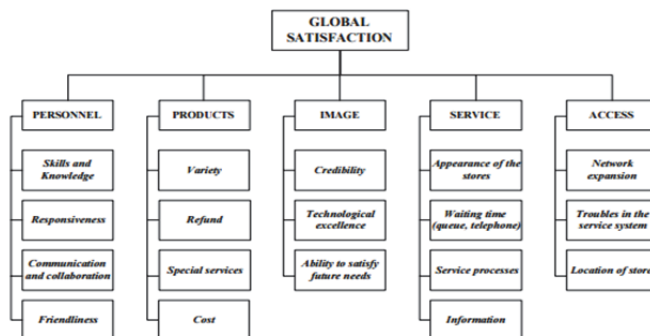 GLOBAL
SATISFACTION
PERSONNEL
Skills and
Knowledge
Responsiveness
Communication
and collaboration
Friendliness
PRODUCTS
Variety
Refund
Special services
Cost
IMAGE
Credibility
Technological
excellence
Ability to satisfy
future needs
SERVICE
Appearance of the
stores
Waiting time
(queue, telephone)
Service processes
Information
ACCESS
Network
expansion
Troubles in the
service system
Location of store